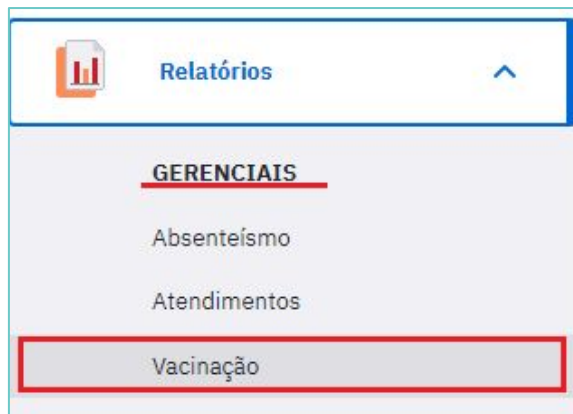 Relatórios
GERENCIAIS
Absenteísmo
Atendimentos
Vacinação